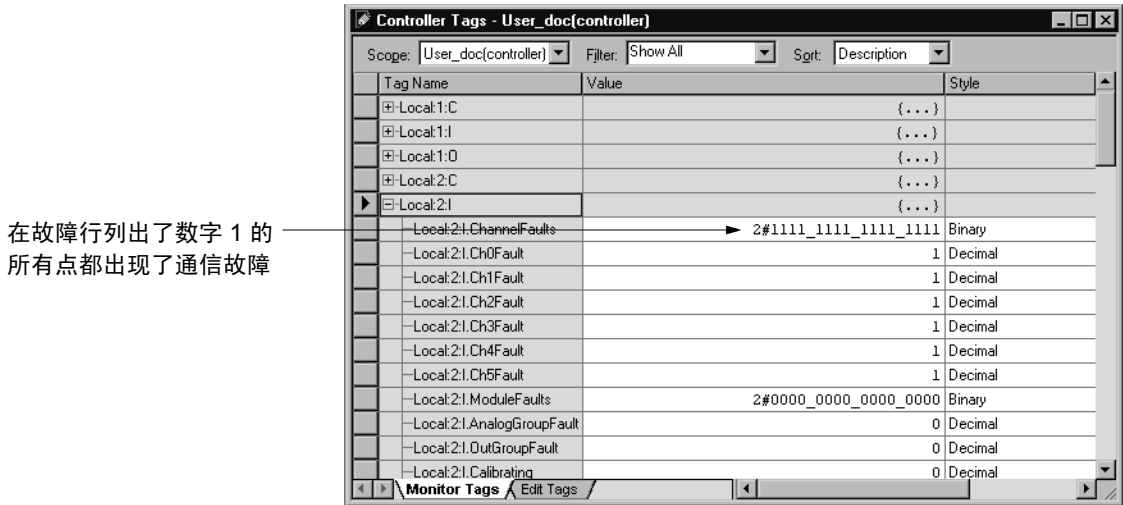 Controller Tags - User_doc(controller)
Scope: User_doc(controller) Filter: Show All Sort: Description
Tag Name Value Style
Local:1:C {...}
Local:1:I {...}
Local:1:O {...}
Local:2:C {...}
Local:2:I {...}
在故障行列出了数字 1 的
所有点都出现了通信故障
Local:2:I.ChannelFaults 2#1111_1111_1111_1111 Binary
Local:2:I.Ch0Fault 1 Decimal
Local:2:I.Ch1Fault 1 Decimal
Local:2:I.Ch2Fault 1 Decimal
Local:2:I.Ch3Fault 1 Decimal
Local:2:I.Ch4Fault 1 Decimal
Local:2:I.Ch5Fault 1 Decimal
Local:2:I.ModuleFaults 2#0000_0000_0000_0000 Binary
Local:2:I.AnalogGroupFault 0 Decimal
Local:2:I.OutGroupFault 0 Decimal
Local:2:I.Calibrating 0 Decimal
Monitor Tags Edit Tags